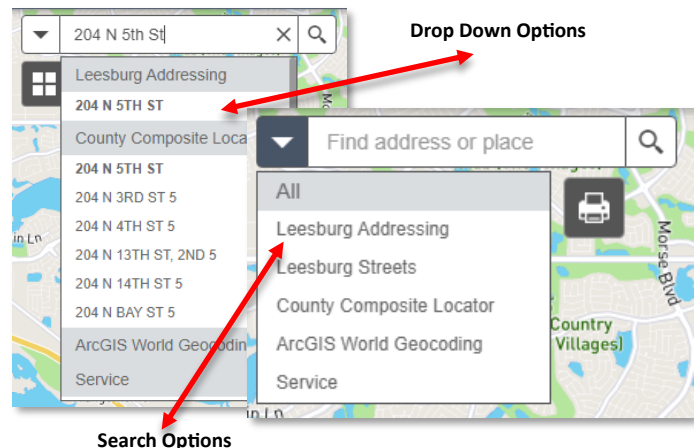 204 N 5th St
Drop Down Options
Leesburg Addressing
204 N 5TH ST
County Composite Loca
204 N 5TH ST
204 N 3RD ST 5
204 N 4TH ST 5
204 N 13TH ST, 2ND 5
204 N 14TH ST 5
204 N BAY ST 5
ArcGIS World Geocodin
Service
in Ln
Find address or place
All
Leesburg Addressing
Leesburg Streets
County Composite Locator
ArcGIS World Geocoding
Service
Morse Blvd
Country
Villages)
Search Options